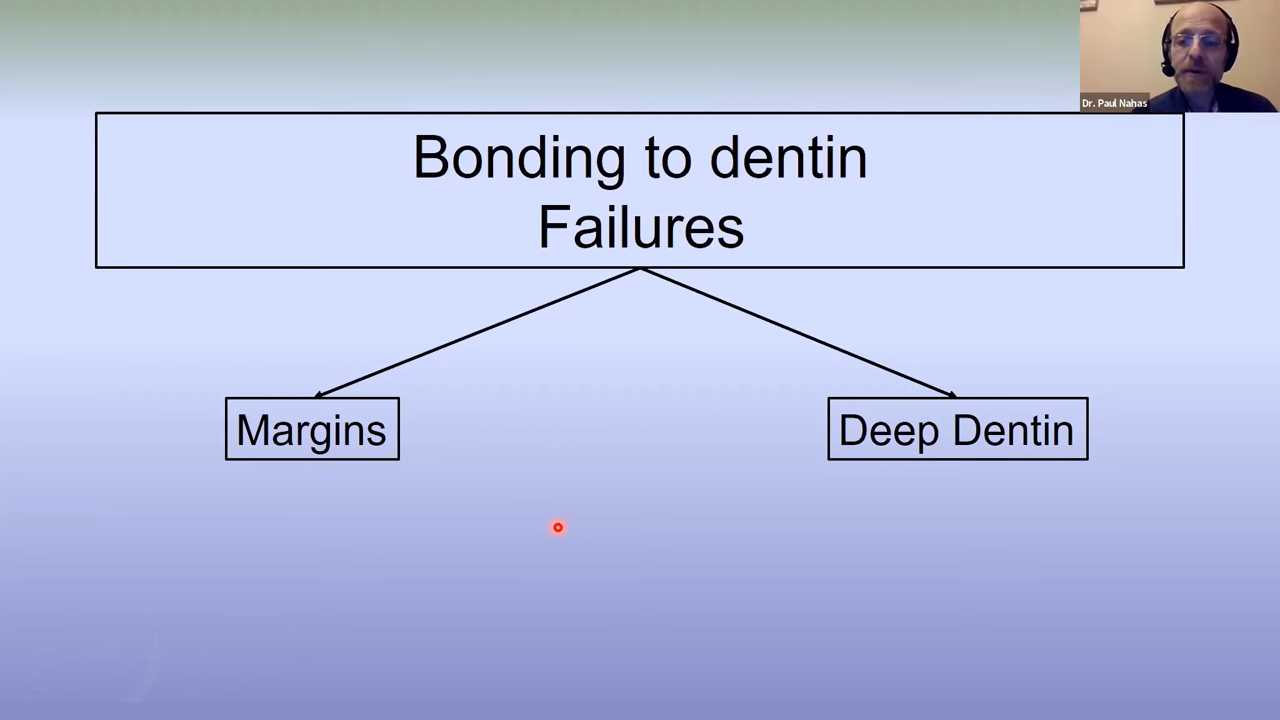 Dr. Paul Nahas
Bonding to dentin
Failures
Margins
Deep Dentin